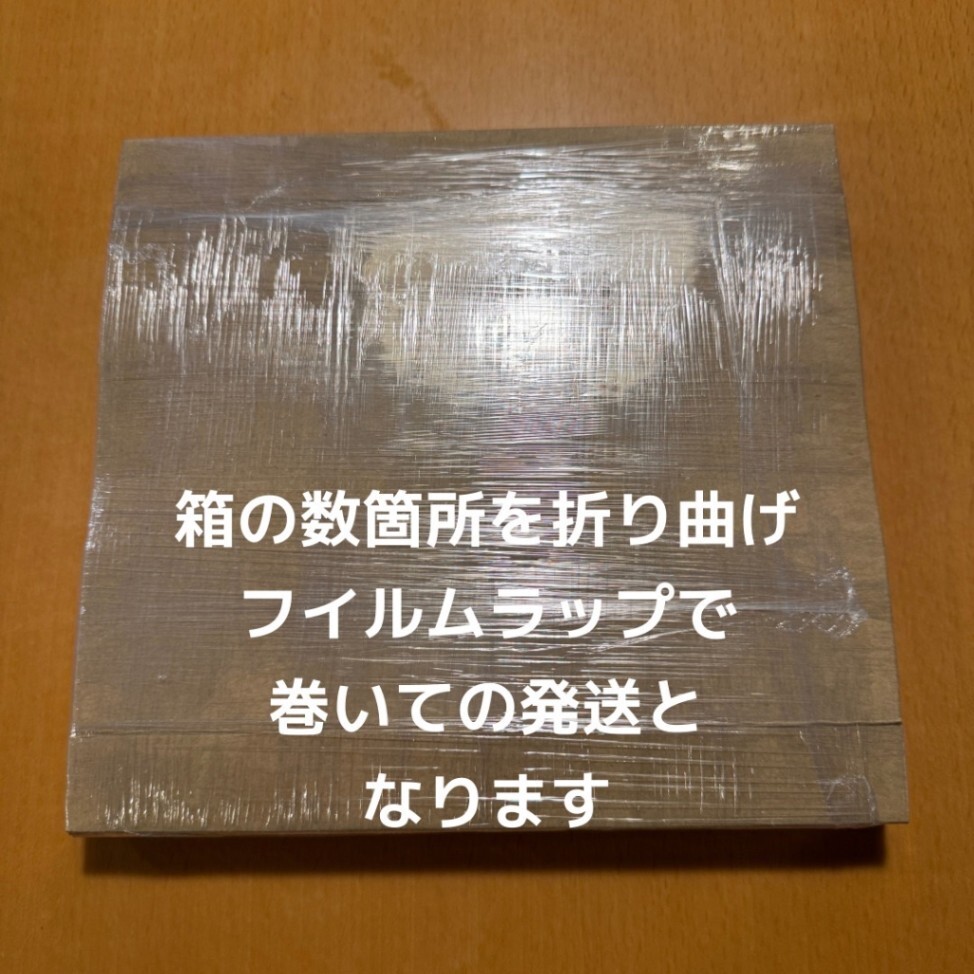 箱の数箇所を折り曲げ
フイルムラップで
巻いての発送と
なります